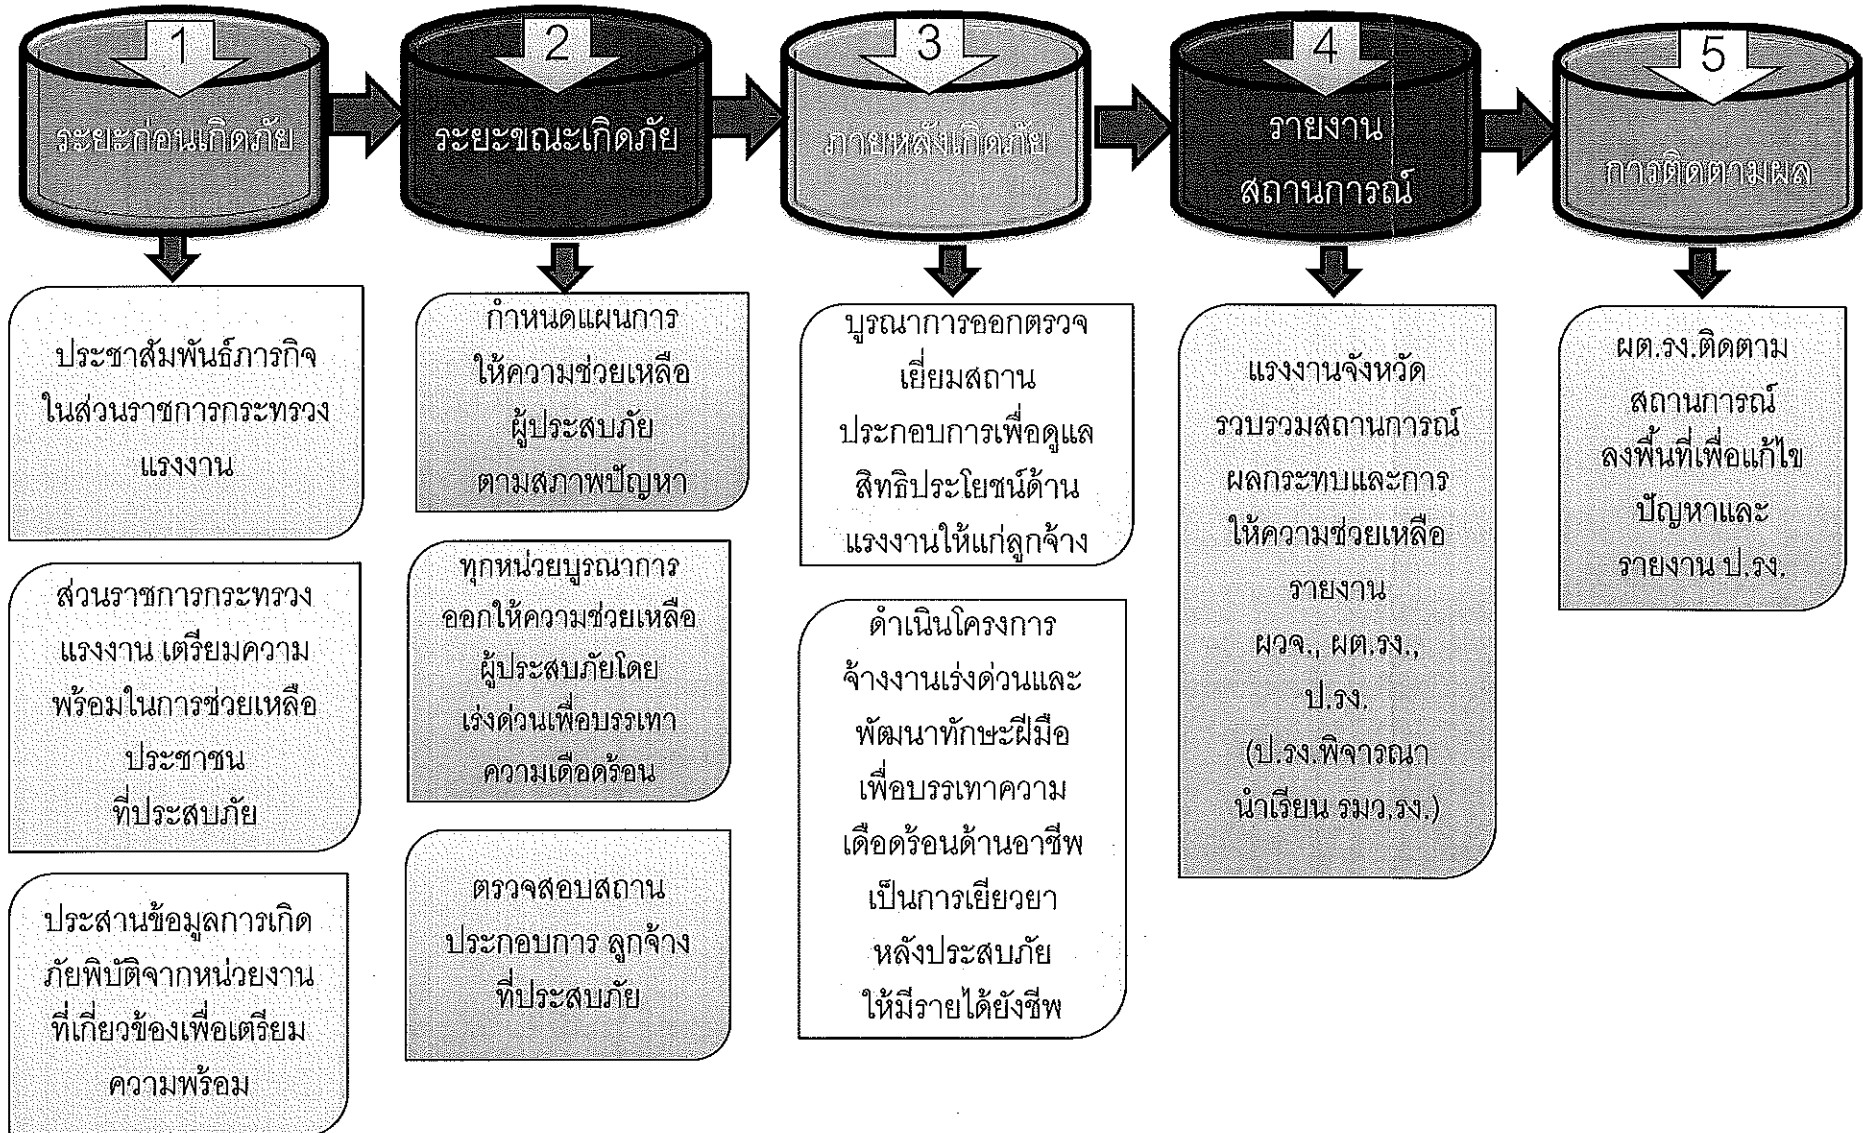 1
ระยะก่อนเกิดภัย
ประชาสัมพันธ์ภารกิจ
ในส่วนราชการกระทรวง
แรงงาน
ส่วนราชการกระทรวง
แรงงาน เตรียมความ
พร้อมในการช่วยเหลือ
ประชาชน
ที่ประสบภัย
ประสานข้อมูลการเกิด
ภัยพิบัติจากหน่วยงาน
ที่เกี่ยวข้องเพื่อเตรียม
ความพร้อม
2
ระยะขณะเกิดภัย
กำหนดแผนการ
ให้ความช่วยเหลือ
ผู้ประสบภัย
ตามสภาพปัญหา
ทุกหน่วยบูรณาการ
ออกให้ความช่วยเหลือ
ผู้ประสบภัยโดย
เร่งด่วนเพื่อบรรเทา
ความเดือดร้อน
ตรวจสอบสถาน
ประกอบการ ลูกจ้าง
ที่ประสบภัย
3
ภายหลังเกิดภัย
บูรณาการออกตรวจ
เยี่ยมสถาน
ประกอบการเพื่อดูแล
สิทธิประโยชน์ด้าน
แรงงานให้แก่ลูกจ้าง
ดำเนินโครงการ
จ้างงานเร่งด่วนและ
พัฒนาทักษะฝีมือ
เพื่อบรรเทาความ
เดือดร้อนด้านอาชีพ
เป็นการเยียวยา
หลังประสบภัย
ให้มีรายได้ยังชีพ
4
รายงาน
สถานการณ์
แรงงานจังหวัด
รวบรวมสถานการณ์
ผลกระทบและการ
ให้ความช่วยเหลือ
รายงาน
ผวจ., ผต.รง.,
ป.รง.
(ป.รง.พิจารณา
นำเรียน รมว.รง.)
5
การติดตามผล
ผต.รง.ติดตาม
สถานการณ์
ลงพื้นที่เพื่อแก้ไข
ปัญหาและ
รายงาน ป.รง.